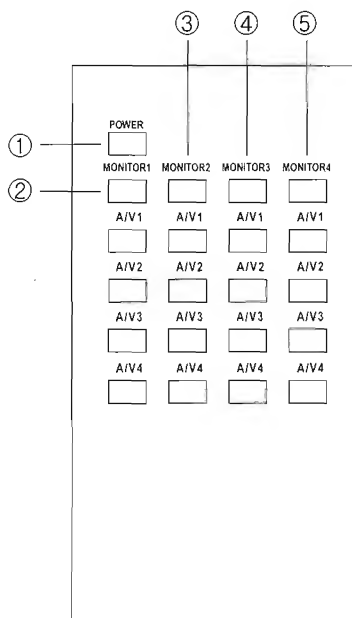 ③ ④ ⑤
POWER
①
MONITOR1 MONITOR2 MONITOR3 MONITOR4
②
A/V1 A/V1 A/V1 A/V1
A/V2 A/V2 A/V2 A/V2
A/V3 A/V3 A/V3 A/V3
A/V4 A/V4 A/V4 A/V4